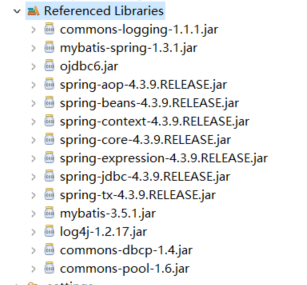 Referenced Libraries
commons-logging-1.1.1.jar
mybatis-spring-1.3.1.jar
ojdbc6.jar
spring-aop-4.3.9.RELEASE.jar
spring-beans-4.3.9.RELEASE.jar
spring-context-4.3.9.RELEASE.jar
spring-core-4.3.9.RELEASE.jar
spring-expression-4.3.9.RELEASE.jar
spring-jdbc-4.3.9.RELEASE.jar
spring-tx-4.3.9.RELEASE.jar
mybatis-3.5.1.jar
log4j-1.2.17.jar
commons-dbcp-1.4.jar
commons-pool-1.6.jar